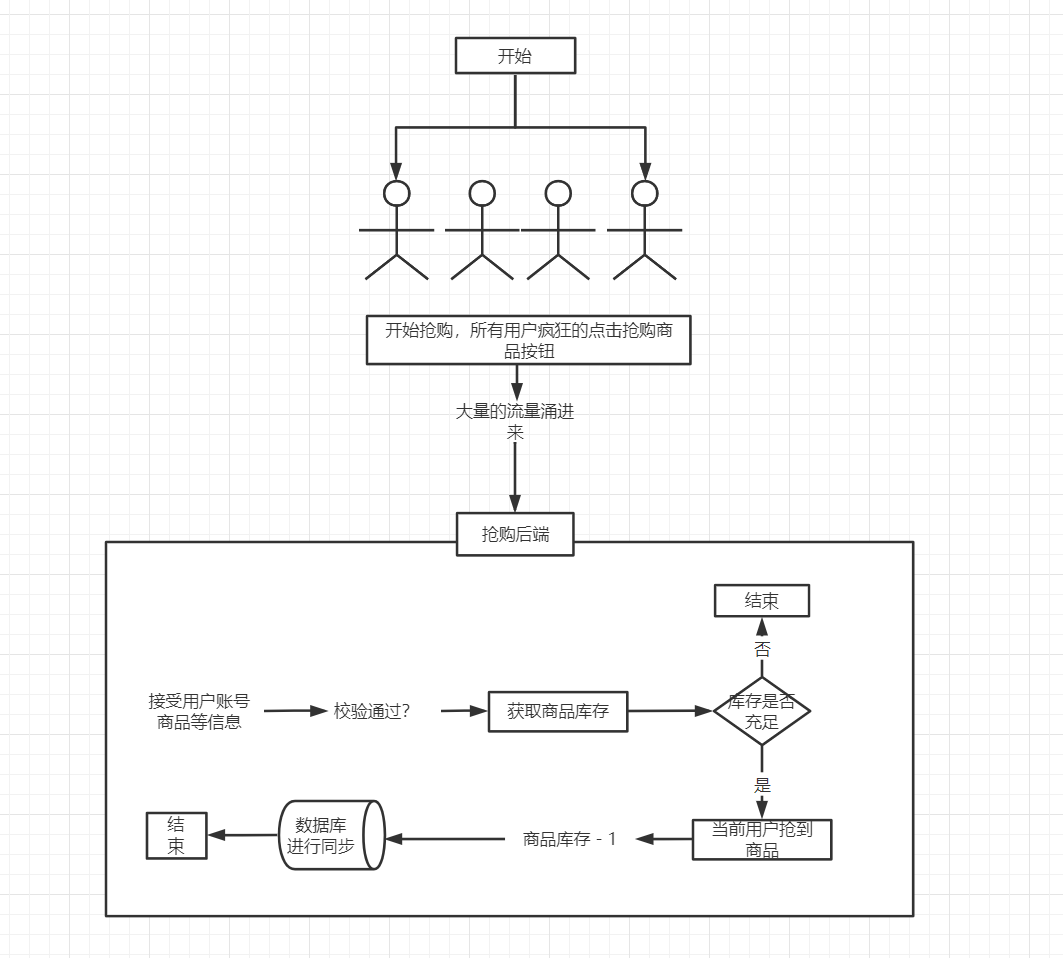 开始
开始抢购，所有用户疯狂的点击抢购商
品按钮
大量的流量涌进
来
抢购后端
结束
否
接受用户账号
商品等信息
校验通过?
获取商品库存
库存是否
充足
是
结
束
数据库
进行同步
商品库存 - 1
当前用户抢到
商品